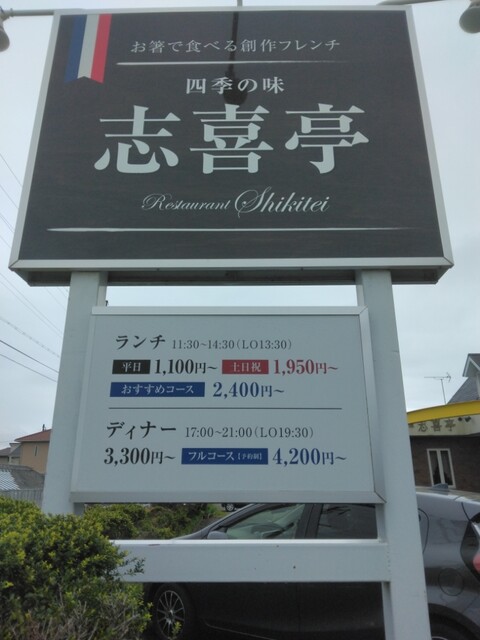 お箸で食べる創作フレンチ
四季の味
志喜亭
Restaurant Shikitei
ランチ 11:30~14:30(LO13:30)
平日 1,100円~ 土日祝 1,950円~
おすすめコース 2,400円~
ディナー 17:00~21:00(LO19:30)
3,300円~ フルコース【予約制】 4,200円~
志喜亭